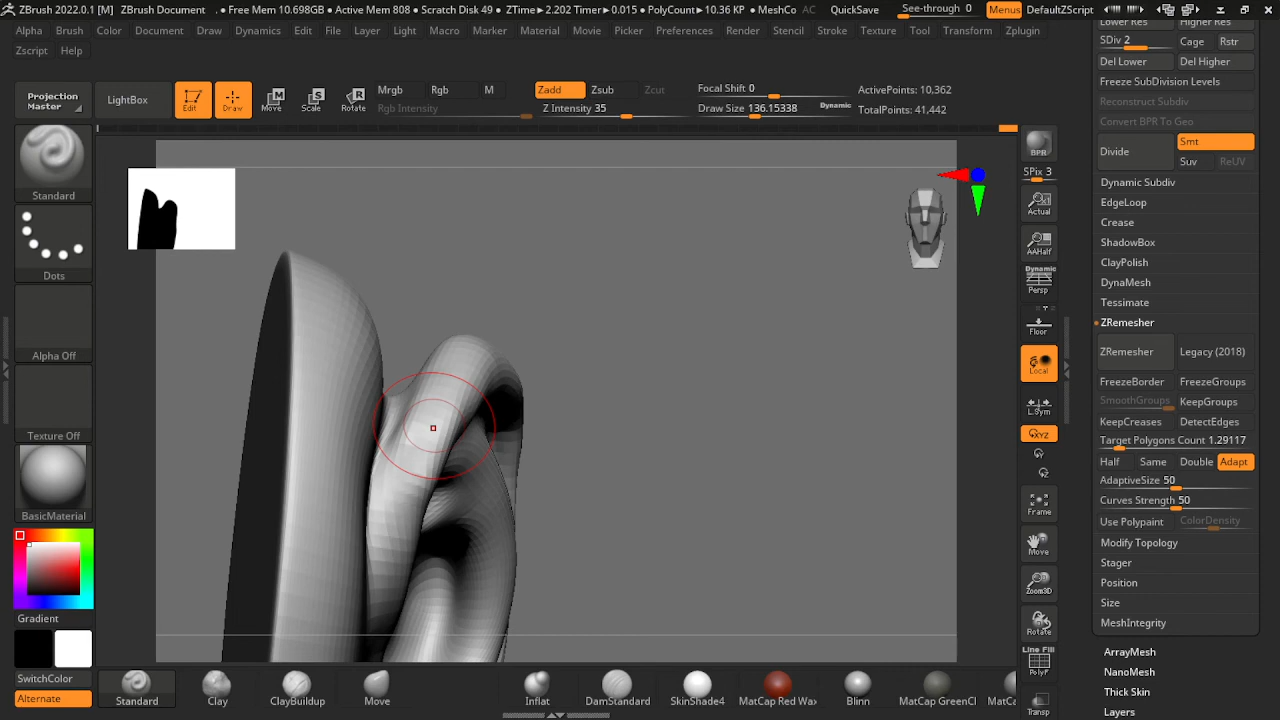 ZBrush 2022.0.1 [M] ZBrush Document . • Free Mem 10.698GB • Active Mem 808 • Scratch Disk 49 • ZTime►2.202 Timer►0.015 • PolyCount►10.36 KP • MeshCo AC QuickSave See-through 0 Menus DefaultZScript
Alpha Brush Color Document Draw Dynamics Edit File Layer Light Macro Marker Material Movie Picker Preferences Render Stencil Stroke Texture Tool Transform Zplugin
Zscript Help
Projection Master
LightBox
Edit
Draw
Move
Scale
Rotate
Mrgb Rgb M
Rgb Intensity
Zadd Zsub Zcut
Z Intensity 35
Focal Shift 0
Draw Size 136.15338 Dynamic
ActivePoints: 10,362
TotalPoints: 41,442
Standard
Dots
Alpha Off
Texture Off
BasicMaterial
Gradient
SwitchColor
Alternate
Standard Clay ClayBuildup Move Inflat DamStandard SkinShade4 MatCap Red Wax Blinn MatCap GreenCl MatCa
BPR
SPix 3
Actual
AAHalf
Dynamic
Persp
Floor
Local
L.Sym
XYZ
Frame
Move
Zoom3D
Rotate
Line Fill
PolyF
Transp
Lower Res Higher Res
SDiv 2 Cage Rstr
Del Lower Del Higher
Freeze SubDivision Levels
Reconstruct Subdiv
Convert BPR To Geo
Divide Smt
Suv ReUV
Dynamic Subdiv
EdgeLoop
Crease
ShadowBox
ClayPolish
DynaMesh
Tessimate
ZRemesher
ZRemesher Legacy (2018)
FreezeBorder FreezeGroups
SmoothGroups KeepGroups
KeepCreases DetectEdges
Target Polygons Count 1.29117
Half Same Double Adapt
AdaptiveSize 50
Curves Strength 50
Use Polypaint ColorDensity
Modify Topology
Stager
Position
Size
MeshIntegrity
ArrayMesh
NanoMesh
Thick Skin
Layers